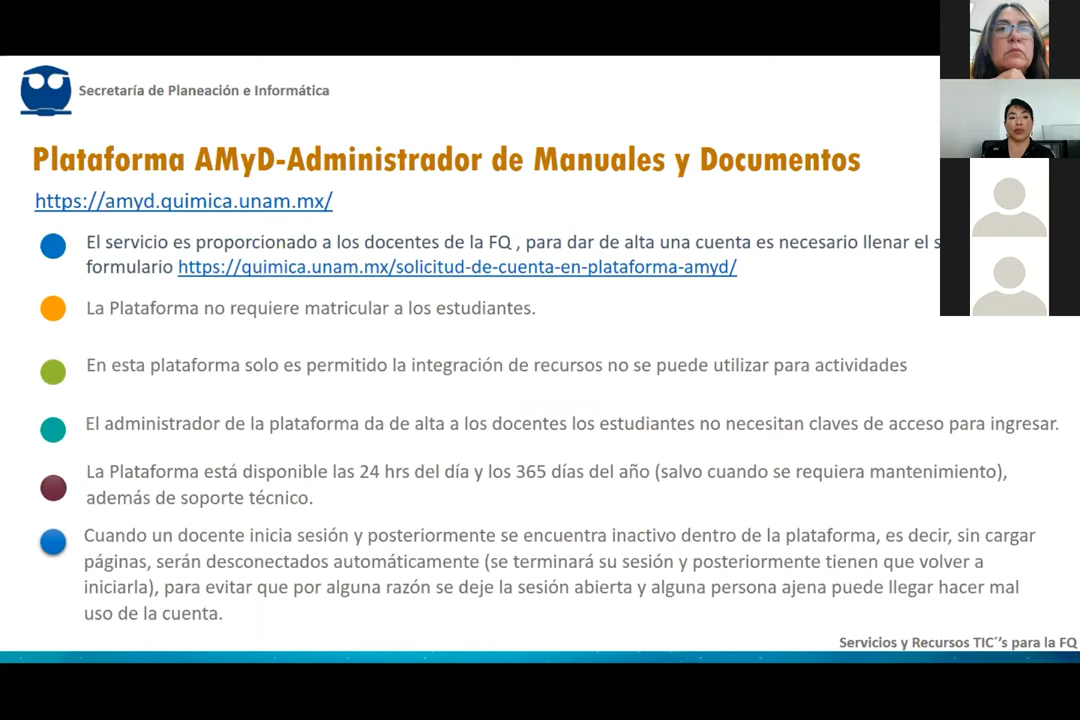 Secretaría de Planeación e Informática
Plataforma AMyD-Administrador de Manuales y Documentos
https://amyd.quimica.unam.mx/
El servicio es proporcionado a los docentes de la FQ , para dar de alta una cuenta es necesario llenar el
formulario https://quimica.unam.mx/solicitud-de-cuenta-en-plataforma-amyd/
La Plataforma no requiere matricular a los estudiantes.
En esta plataforma solo es permitido la integración de recursos no se puede utilizar para actividades
El administrador de la plataforma da de alta a los docentes los estudiantes no necesitan claves de acceso para ingresar.
La Plataforma está disponible las 24 hrs del día y los 365 días del año (salvo cuando se requiera mantenimiento),
además de soporte técnico.
Cuando un docente inicia sesión y posteriormente se encuentra inactivo dentro de la plataforma, es decir, sin cargar
páginas, serán desconectados automáticamente (se terminará su sesión y posteriormente tienen que volver a
iniciarla), para evitar que por alguna razón se deje la sesión abierta y alguna persona ajena puede llegar hacer mal
uso de la cuenta.
Servicios y Recursos TIC´'s para la FQ